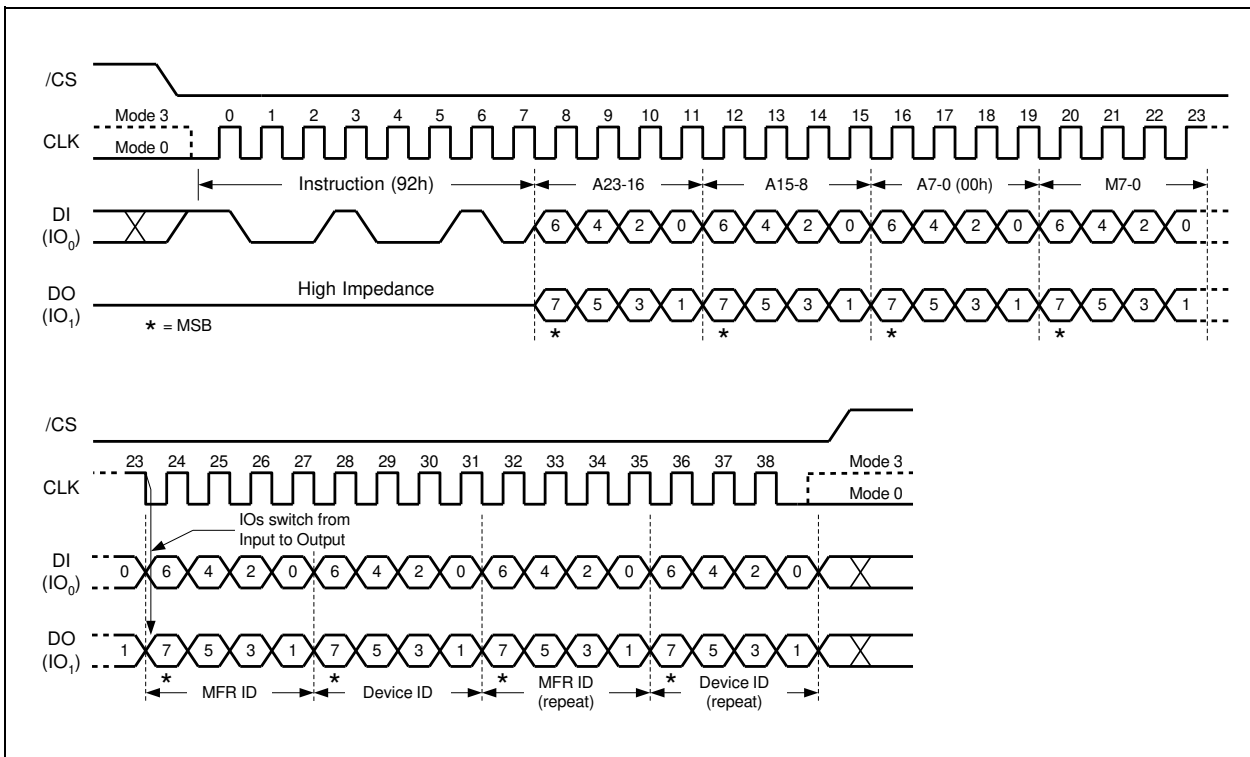 /CS
Mode 3 0 1 2 3 4 5 6 7 8 9 10 11 12 13 14 15 16 17 18 19 20 21 22 23
CLK
Mode 0
Instruction (92h) A23-16 A15-8 A7-0 (00h) M7-0
DI
(IO0)
6 4 2 0 6 4 2 0 6 4 2 0 6 4 2 0
High Impedance
DO
(IO1)
7 5 3 1 7 5 3 1 7 5 3 1 7 5 3 1
* = MSB
* * * *
/CS
23 24 25 26 27 28 29 30 31 32 33 34 35 36 37 38 Mode 3
CLK
Mode 0
IOs switch from
Input to Output
DI
(IO0)
0 6 4 2 0 6 4 2 0 6 4 2 0 6 4 2 0
DO
(IO1)
1 7 5 3 1 7 5 3 1 7 5 3 1 7 5 3 1
* * * *
MFR ID Device ID MFR ID Device ID
(repeat) (repeat)